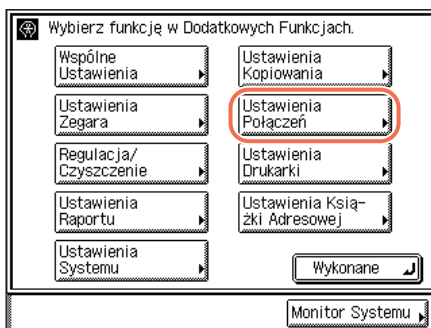 Wybierz funkcję w Dodatkowych Funkcjach.
Wspólne
Ustawienia
Ustawienia
Kopiowania
Ustawienia
Zegara
Ustawienia
Połączeń
Regulacja/
Czyszczenie
Ustawienia
Drukarki
Ustawienia
Raportu
Ustawienia Ksią-
żki Adresowej
Ustawienia
Systemu
Wykonane
Monitor Systemu